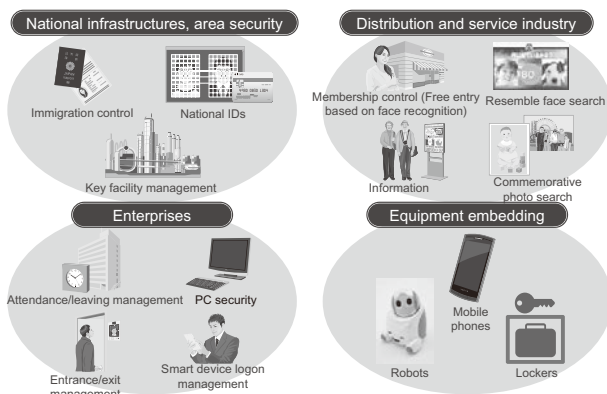 National infrastructures, area security
Immigration control
National IDs
Key facility management
Distribution and service industry
Membership control (Free entry
based on face recognition)
Resemble face search
Information
Commemorative
photo search
Enterprises
Attendance/leaving management
PC security
Entrance/exit
management
Smart device logon
management
Equipment embedding
Mobile
phones
Robots
Lockers